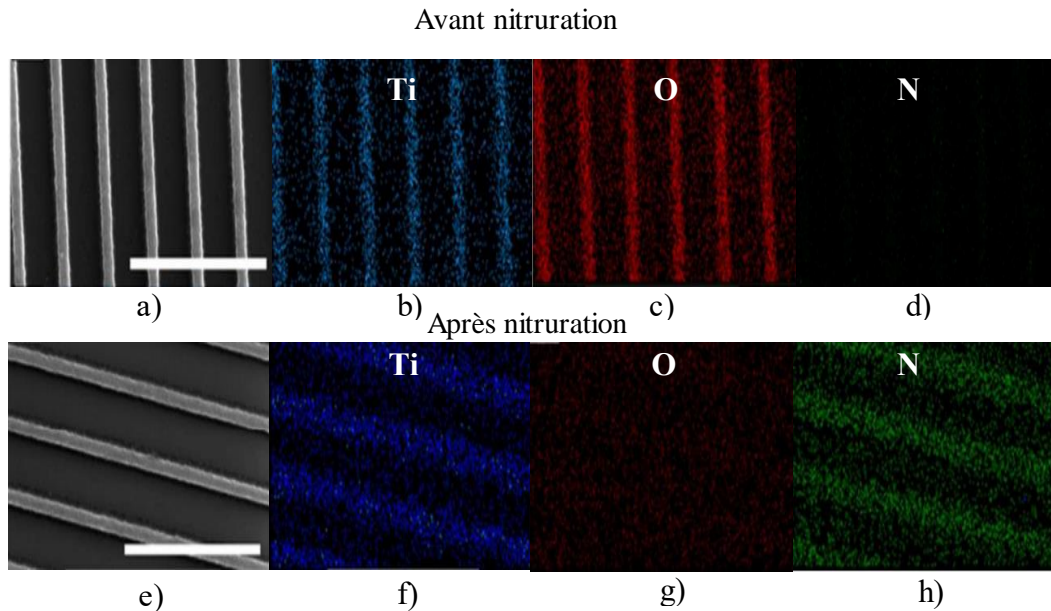 Avant nitruration
Ti O N
a) b) c) d)
Après nitruration
Ti O N
e) f) g) h)